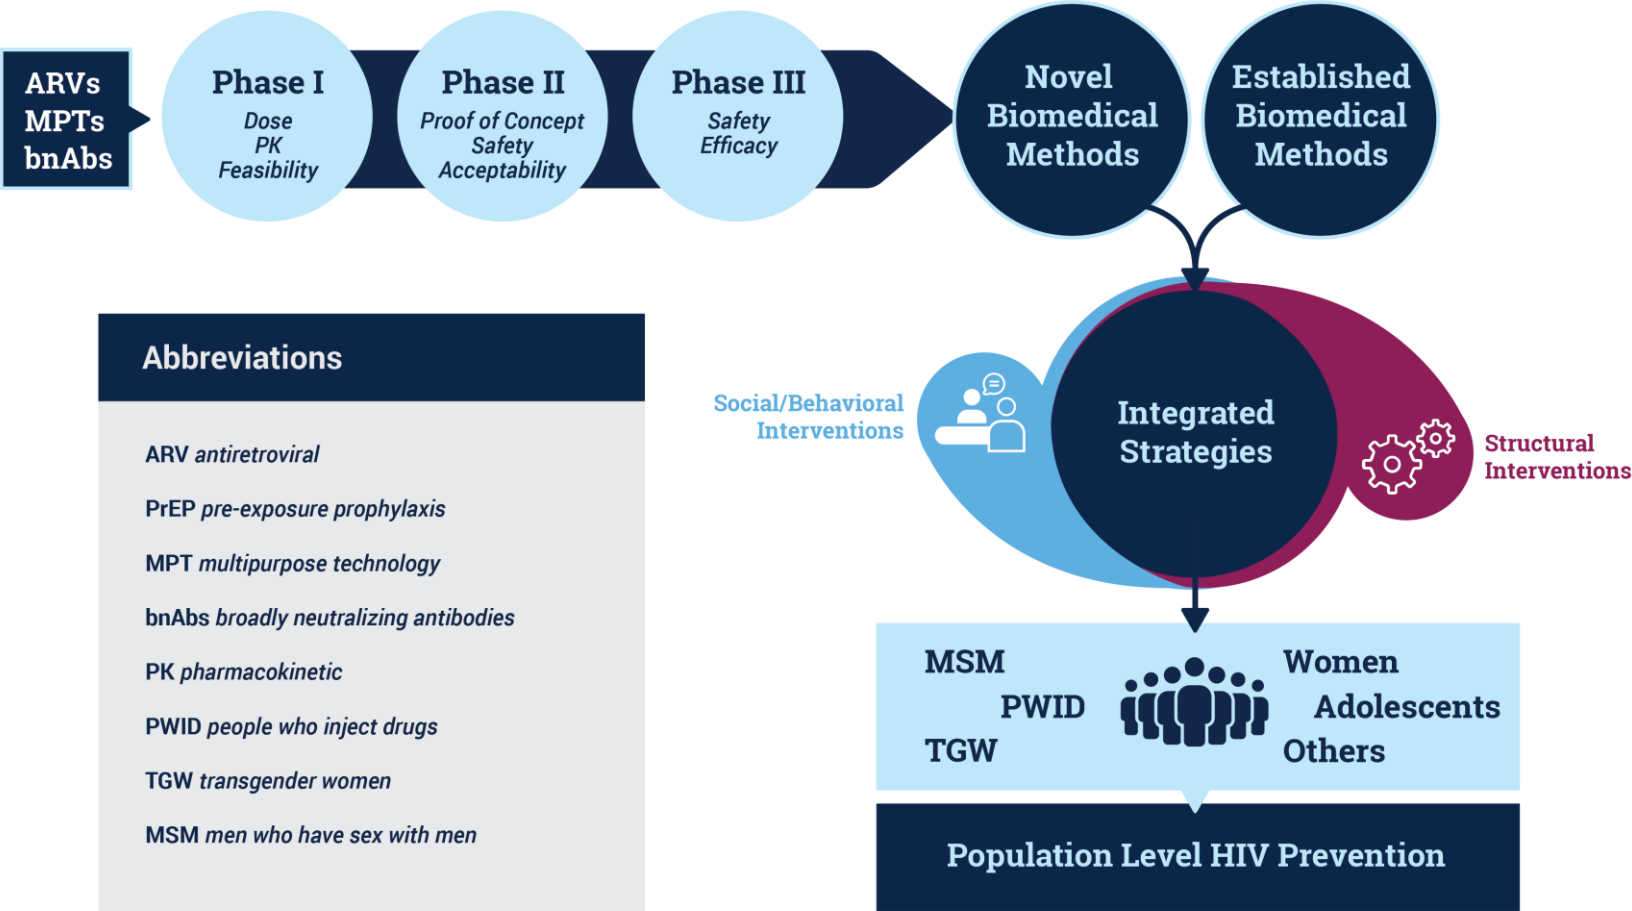 ARVs
MPTs
bnAbs
Phase I
Dose
PK
Feasibility
Phase II
Proof of Concept
Safety
Acceptability
Phase III
Safety
Efficacy
Novel
Biomedical
Methods
Established
Biomedical
Methods
Abbreviations
ARV antiretroviral
PrEP pre-exposure prophylaxis
MPT multipurpose technology
bnAbs broadly neutralizing antibodies
PK pharmacokinetic
PWID people who inject drugs
TGW transgender women
MSM men who have sex with men
Social/Behavioral
Interventions
Integrated
Strategies
Structural
Interventions
MSM
PWID
TGW
Women
Adolescents
Others
Population Level HIV Prevention